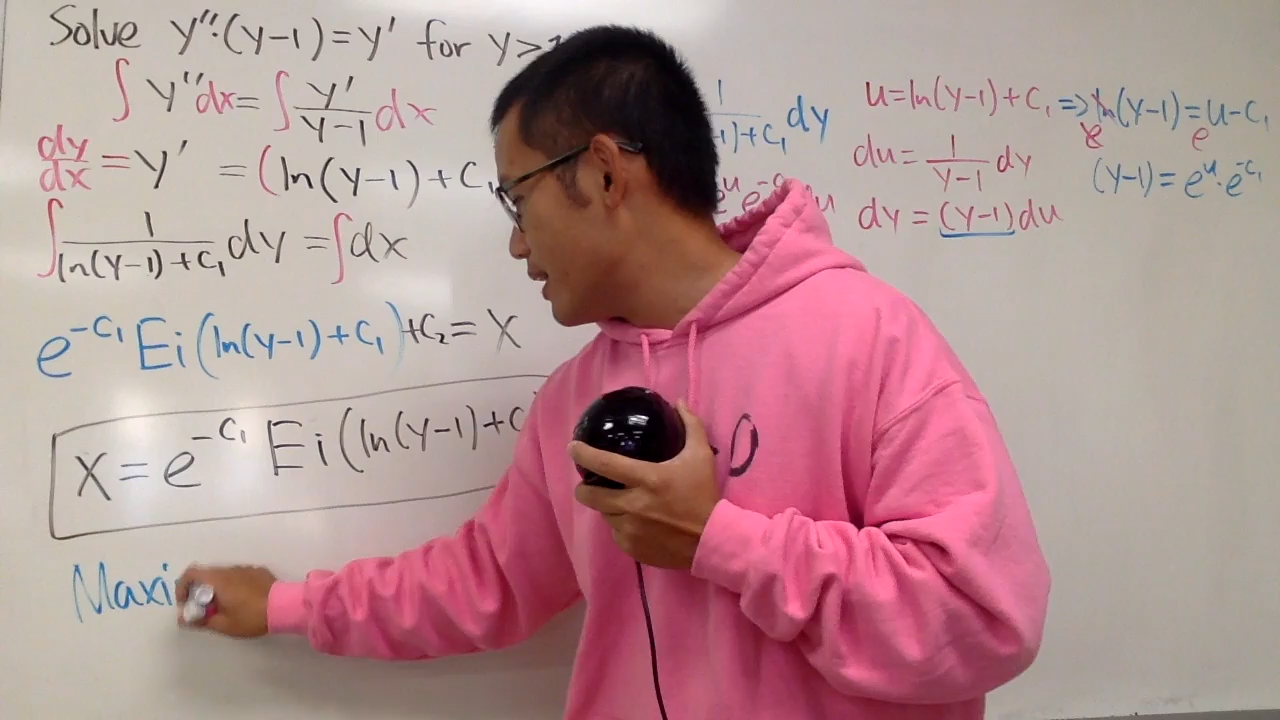 Solve y''·(y-1)=y' for y>1
∫ y''dx = ∫ y'/(y-1) dx
dy/dx = y' = (ln(y-1)+C₁
∫ 1/(ln(y-1)+C₁) dy = ∫dx
e^(-C₁) Ei(ln(y-1)+C₁)+C₂ = x
x = e^(-C₁) Ei(ln(y-1)+C
Maxi
1
-1)+C₁ dy
e^u e^-C du
u=ln(y-1)+C₁ ⇒ ln(y-1)=u-C₁
e e
du = 1/(y-1) dy
(y-1)=e^u·e^(-C₁)
dy = (y-1)du